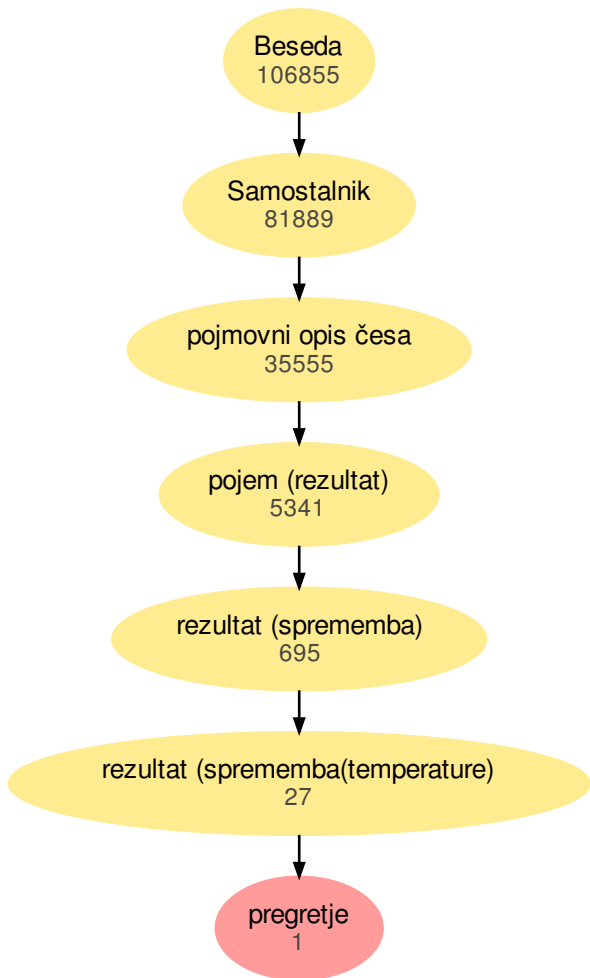 Beseda
106855
Samostalnik
81889
pojmovni opis česa
35555
pojem (rezultat)
5341
rezultat (sprememba)
695
rezultat (sprememba(temperature)
27
pregretje
1